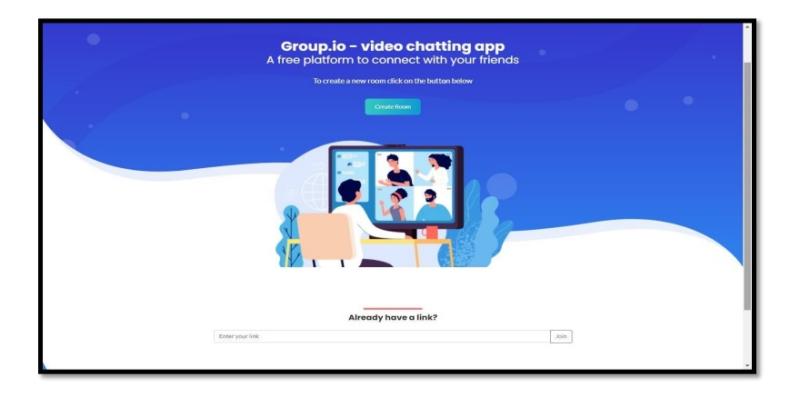 Group.io - video chatting app
A free platform to connect with your friends
To create a new room click on the button below
Create Room
Already have a link?
Enter your link
Join